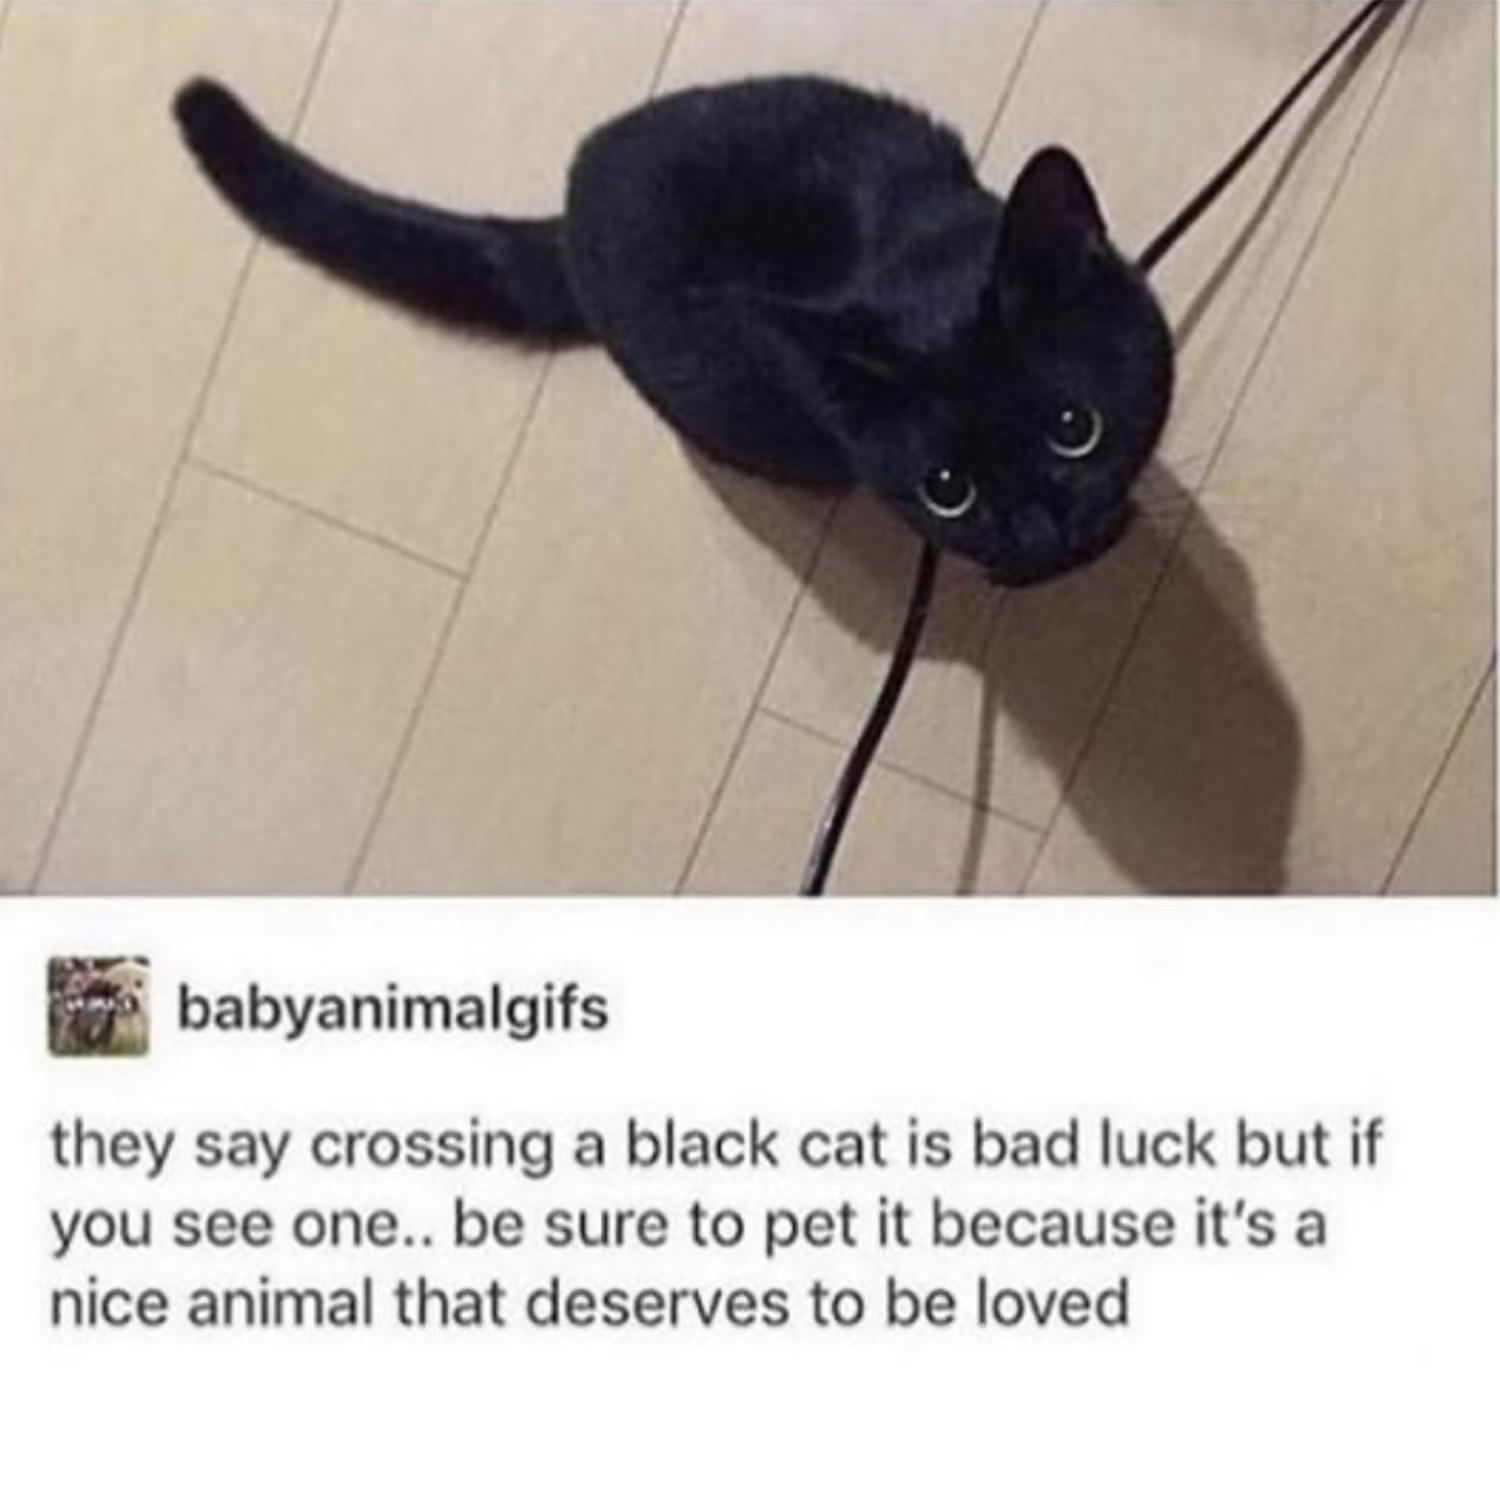 babyanimalgifs
they say crossing a black cat is bad luck but if
you see one.. be sure to pet it because it's a
nice animal that deserves to be loved